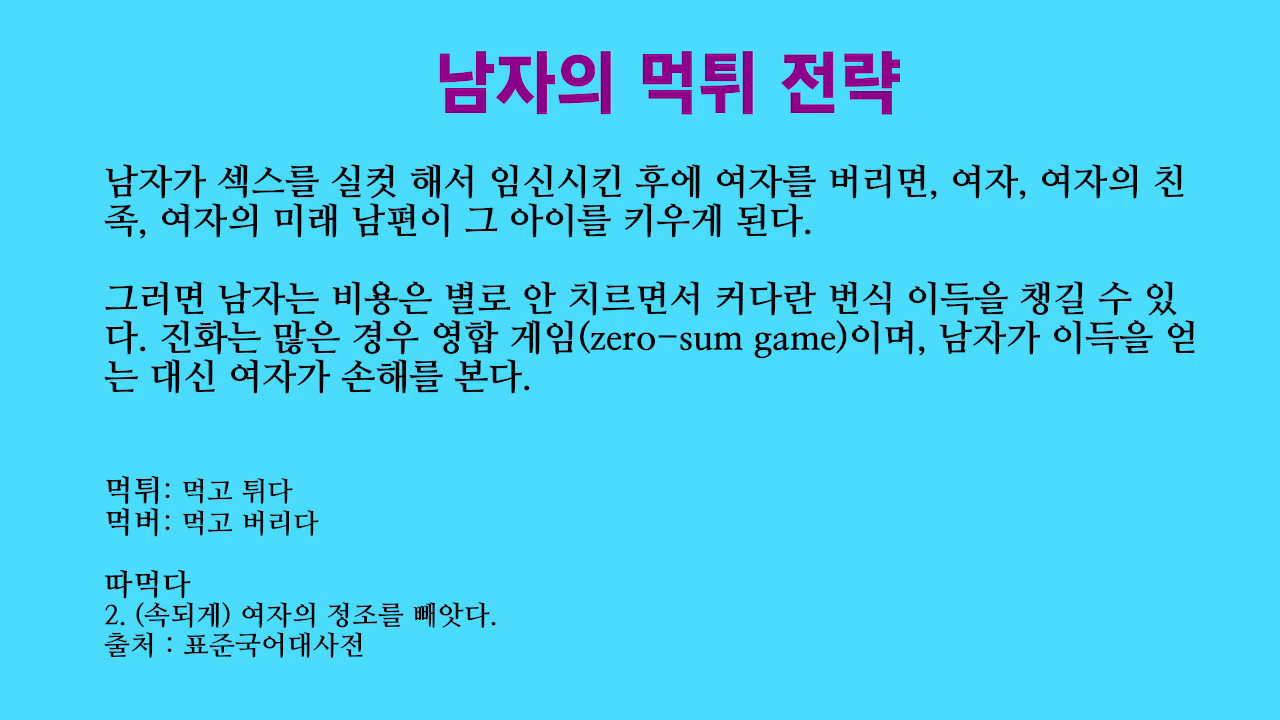 남자의 먹튀 전략
남자가 섹스를 실컷 해서 임신시킨 후에 여자를 버리면, 여자, 여자의 친
족, 여자의 미래 남편이 그 아이를 키우게 된다.
그러면 남자는 비용은 별로 안 치르면서 커다란 번식 이득을 챙길 수 있
다. 진화는 많은 경우 영합 게임(zero-sum game)이며, 남자가 이득을 얻
는 대신 여자가 손해를 본다.
먹튀: 먹고 튀다
먹버: 먹고 버리다
따먹다
2. (속되게) 여자의 정조를 빼앗다.
출처 : 표준국어대사전